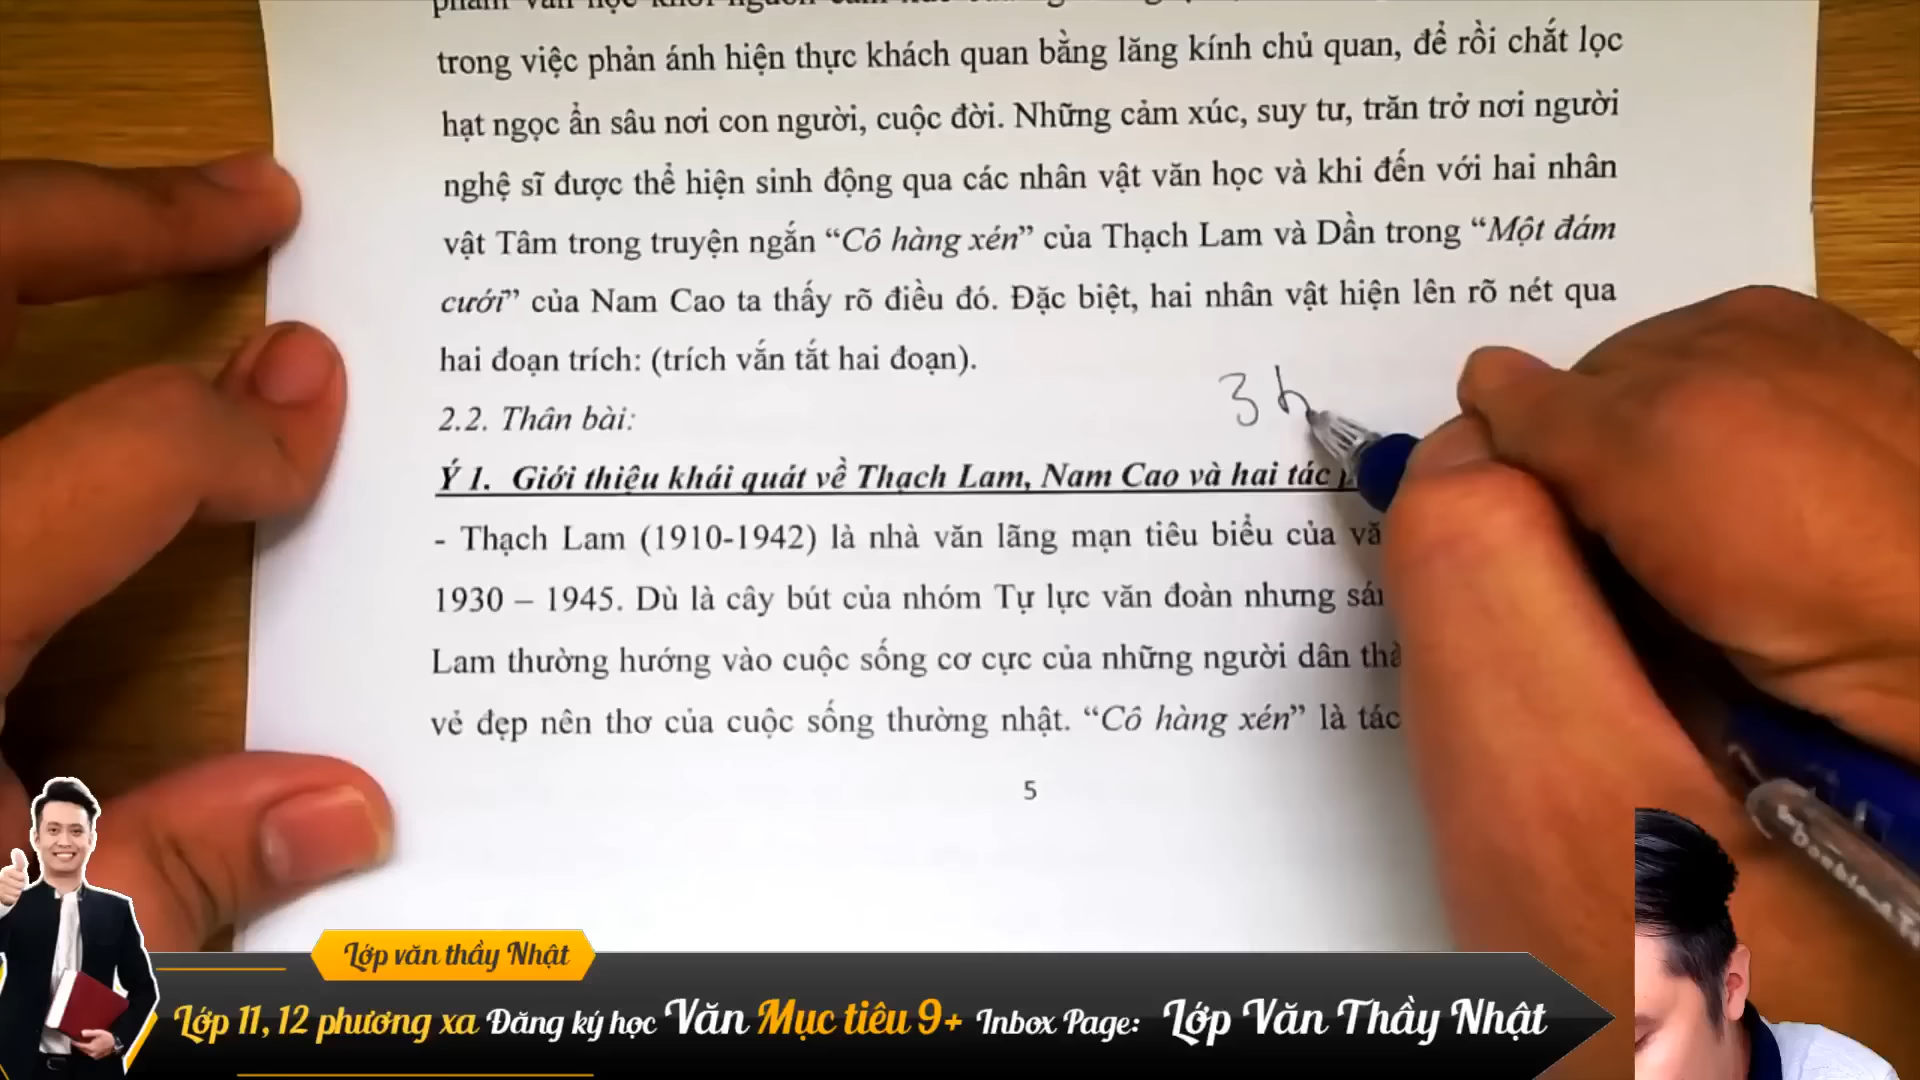 trong việc phản ánh hiện thực khách quan bằng lăng kính chủ quan, để rồi chắt lọc
hạt ngọc ẩn sâu nơi con người, cuộc đời. Những cảm xúc, suy tư, trăn trở nơi người
nghệ sĩ được thể hiện sinh động qua các nhân vật văn học và khi đến với hai nhân
vật Tâm trong truyện ngắn “Cô hàng xén” của Thạch Lam và Dần trong “Một đám
cưới” của Nam Cao ta thấy rõ điều đó. Đặc biệt, hai nhân vật hiện lên rõ nét qua
hai đoạn trích: (trích vắn tắt hai đoạn).
2.2. Thân bài:
3 h
Ý 1. Giới thiệu khái quát về Thạch Lam, Nam Cao và hai tác
- Thạch Lam (1910-1942) là nhà văn lãng mạn tiêu biểu của vă
1930 – 1945. Dù là cây bút của nhóm Tự lực văn đoàn nhưng sán
Lam thường hướng vào cuộc sống cơ cực của những người dân thà
vẻ đẹp nên thơ của cuộc sống thường nhật. “Cô hàng xén” là tác
5
Lớp văn thầy Nhật
Lớp 11, 12 phương xa Đăng ký học Văn Mục tiêu 9+ Inbox Page: Lớp Văn Thầy Nhật